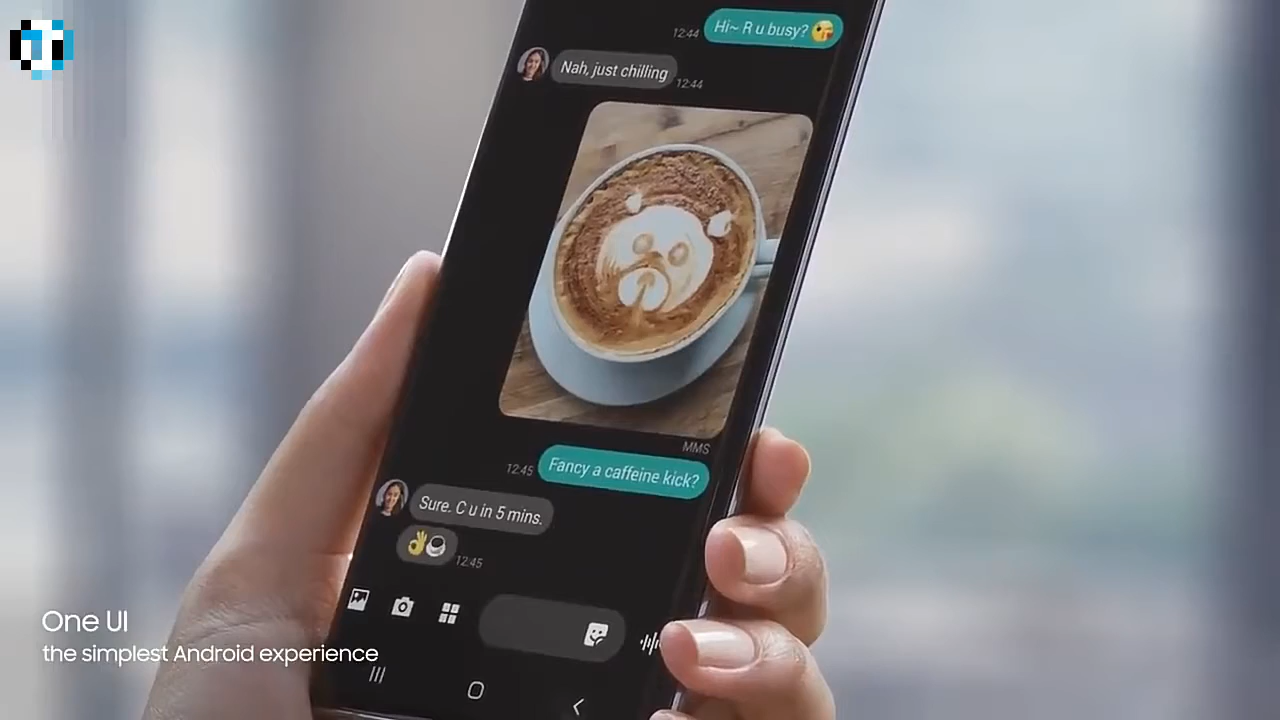 Hi~ R u busy? 😘
12:44
Nah, just chilling
12:44
MMS
Fancy a caffeine kick?
12:45
Sure. C u in 5 mins.
👌☕
12:45
One UI
the simplest Android experience